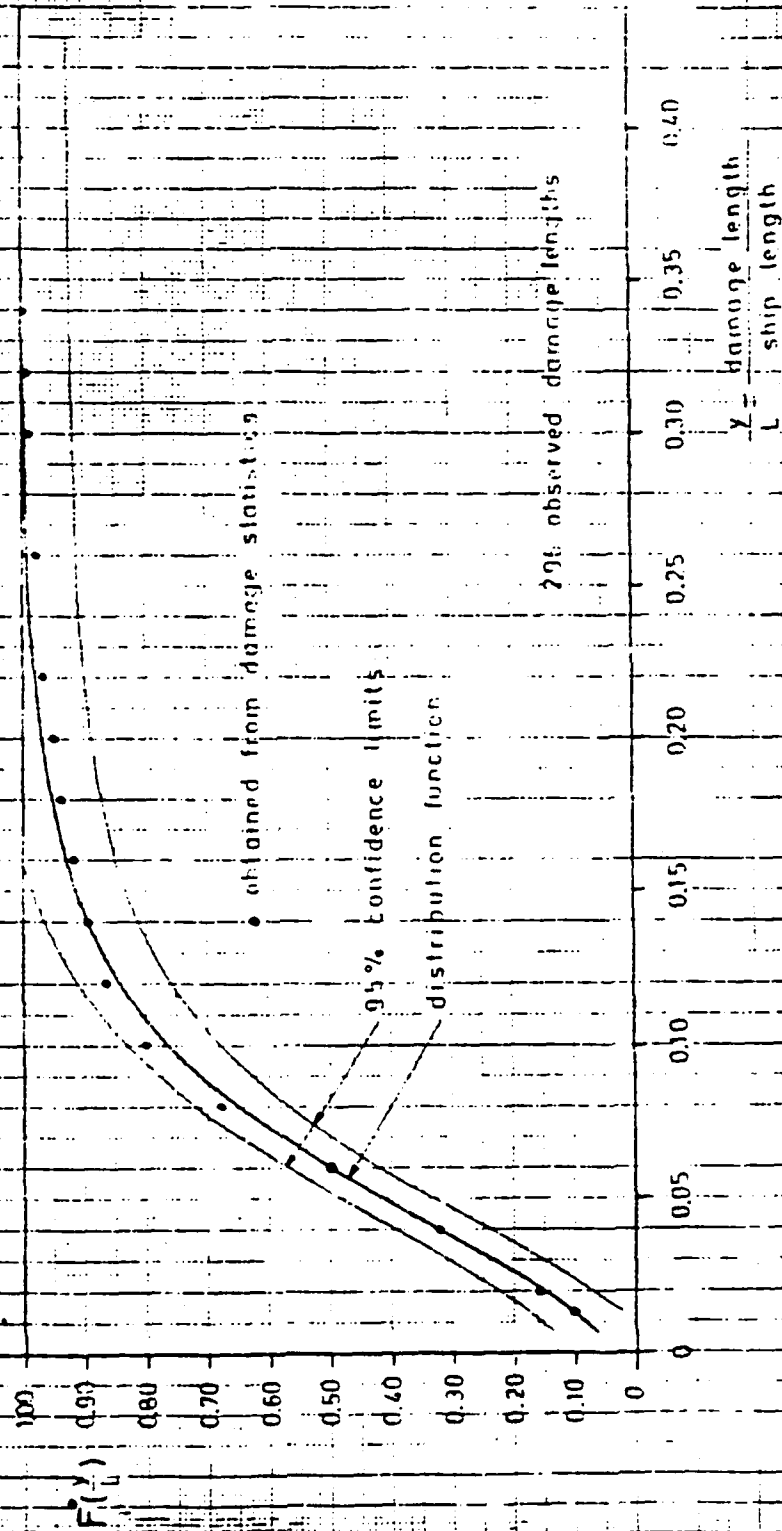 F(y/L)
1.00
0.90
0.80
0.70
0.60
0.50
0.40
0.30
0.20
0.10
0
• obtained from damage
95% confidence limits
distribution function
observed damage lengths
0
0.05
0.10
0.15
0.20
0.25
0.30
0.35
0.40
y/L = damage length
ship length